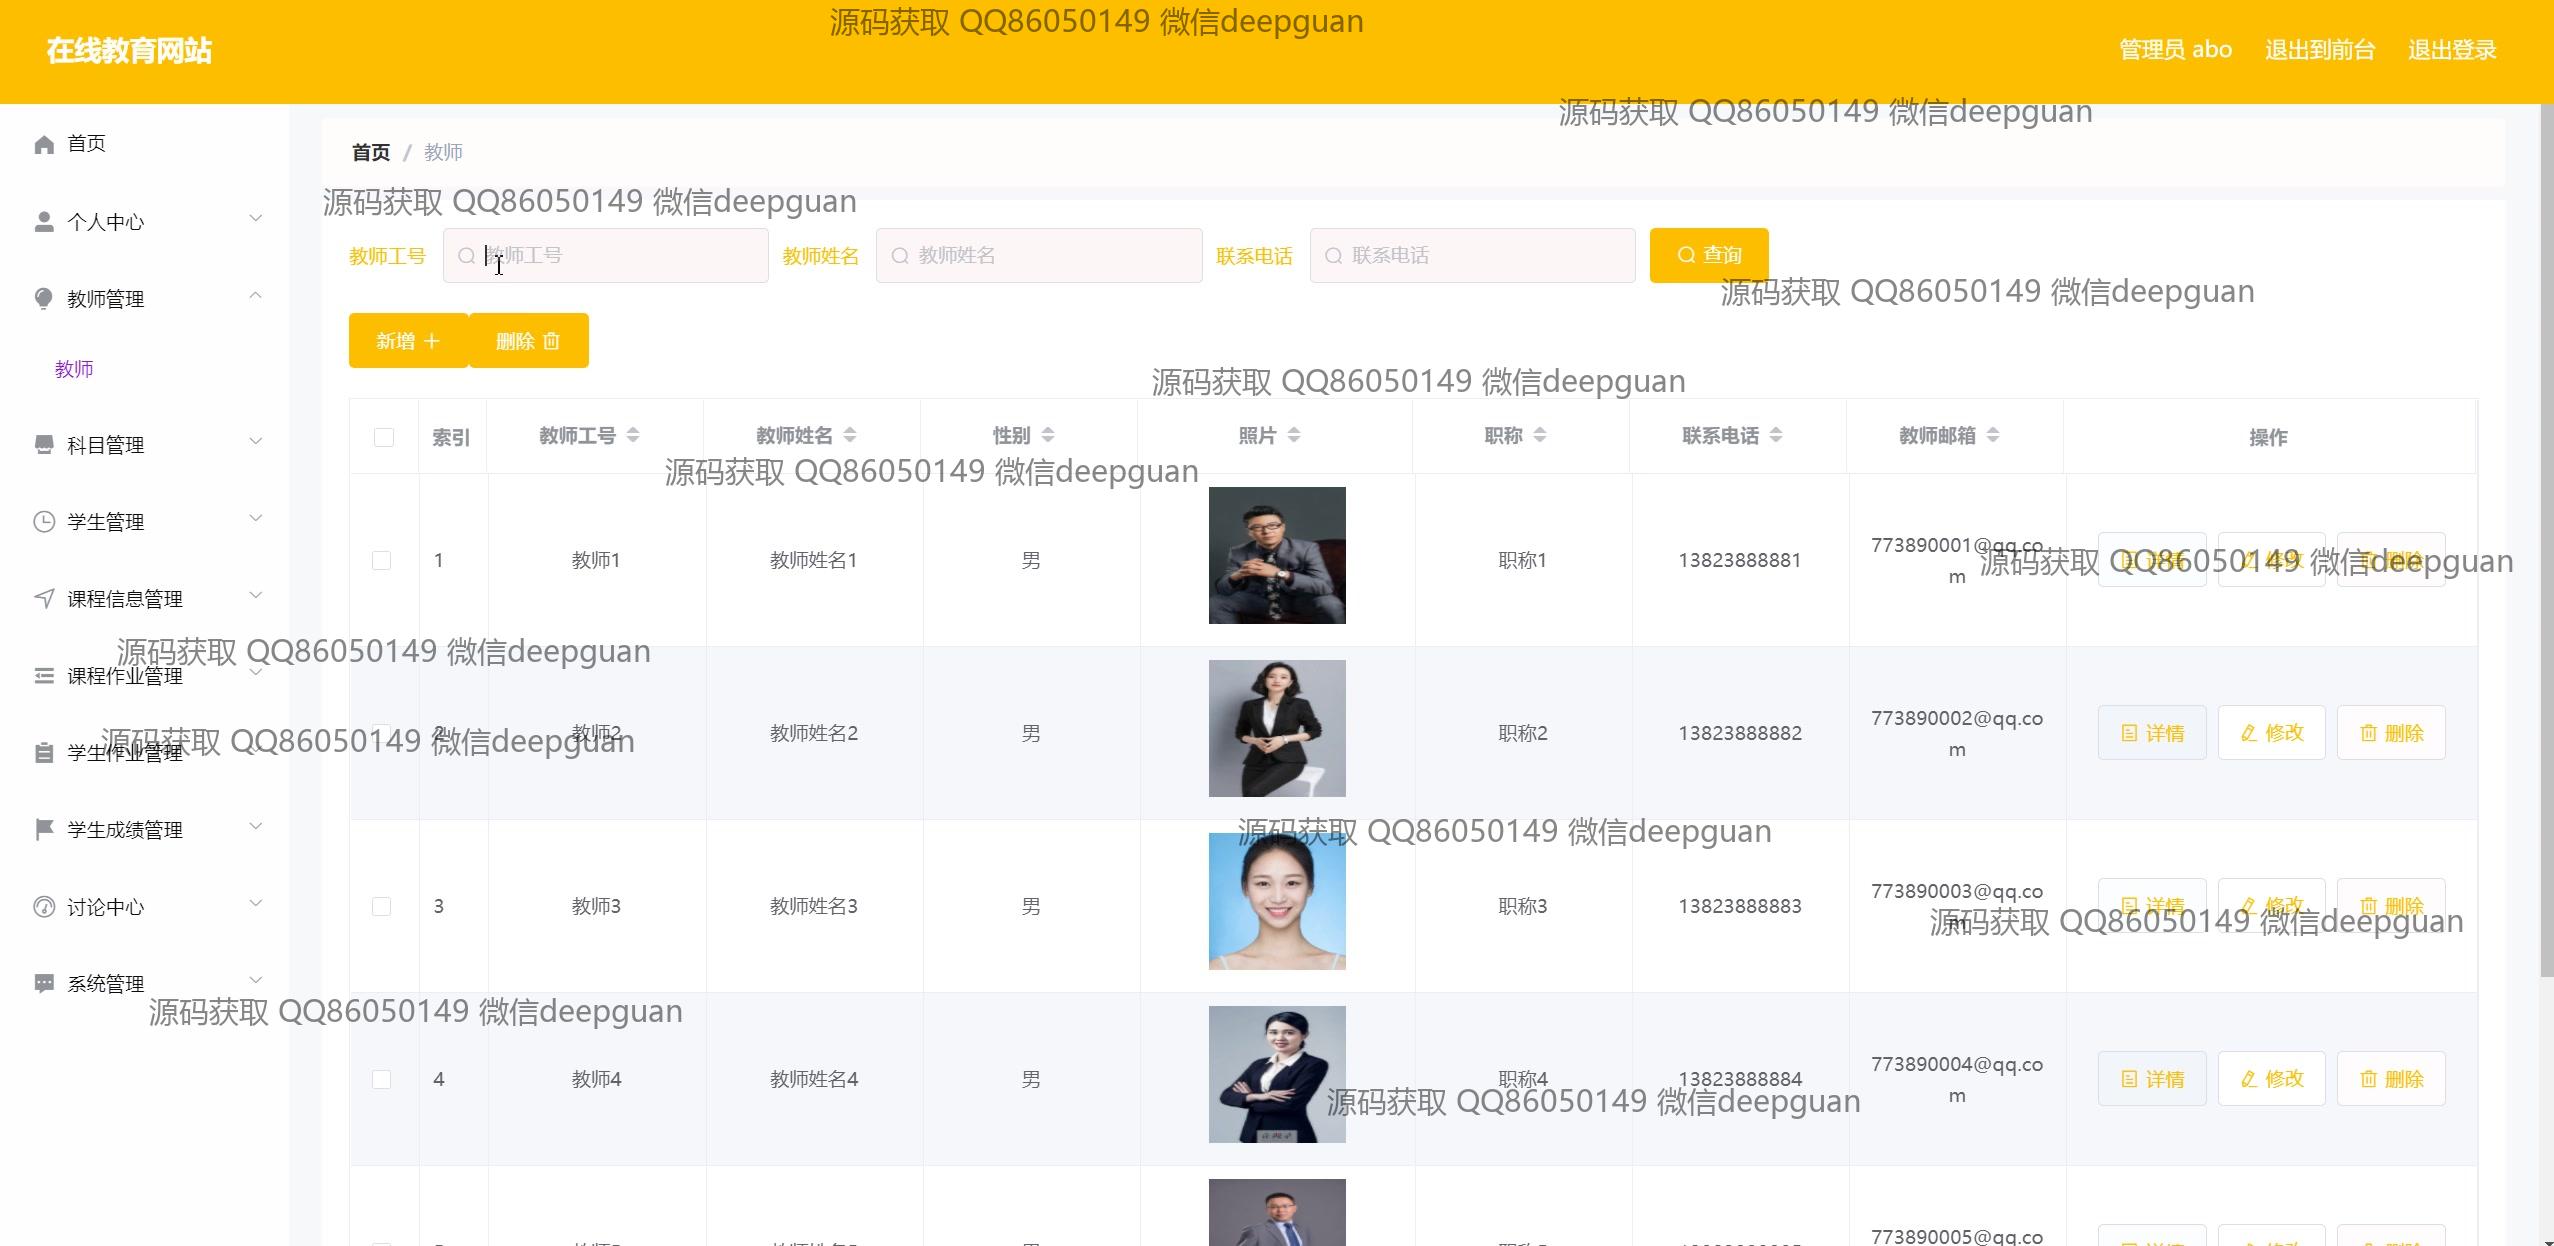 源码获取 QQ86050149 微信deepguan
在线教育网站
管理员 abo
退出到前台
退出登录
源码获取 QQ86050149 微信deepguan
首页
个人中心
教师管理
教师
科目管理
学生管理
课程信息管理
课程作业管理
学生作业管理
学生成绩管理
讨论中心
系统管理
首页 / 教师
源码获取 QQ86050149 微信deepguan
教师工号 教师工号
教师姓名 教师姓名
联系电话 联系电话
查询
源码获取 QQ86050149 微信deepguan
新增
删除
源码获取 QQ86050149 微信deepguan
索引 教师工号 教师姓名 性别 照片 职称 联系电话 教师邮箱 操作
源码获取 QQ86050149 微信deepguan
1 教师1 教师姓名1 男 职称1 13823888881 773890001@qq.co
m
详情 修改 删除
源码获取 QQ86050149 微信deepguan
源码获取 QQ86050149 微信deepguan
2 教师2 教师姓名2 男 职称2 13823888882 773890002@qq.co
m
详情 修改 删除
源码获取 QQ86050149 微信deepguan
源码获取 QQ86050149 微信deepguan
3 教师3 教师姓名3 男 职称3 13823888883 773890003@qq.co
m
详情 修改 删除
源码获取 QQ86050149 微信deepguan
源码获取 QQ86050149 微信deepguan
4 教师4 教师姓名4 男 职称4 13823888884 773890004@qq.co
m
详情 修改 删除
源码获取 QQ86050149 微信deepguan
773890005@qq.co